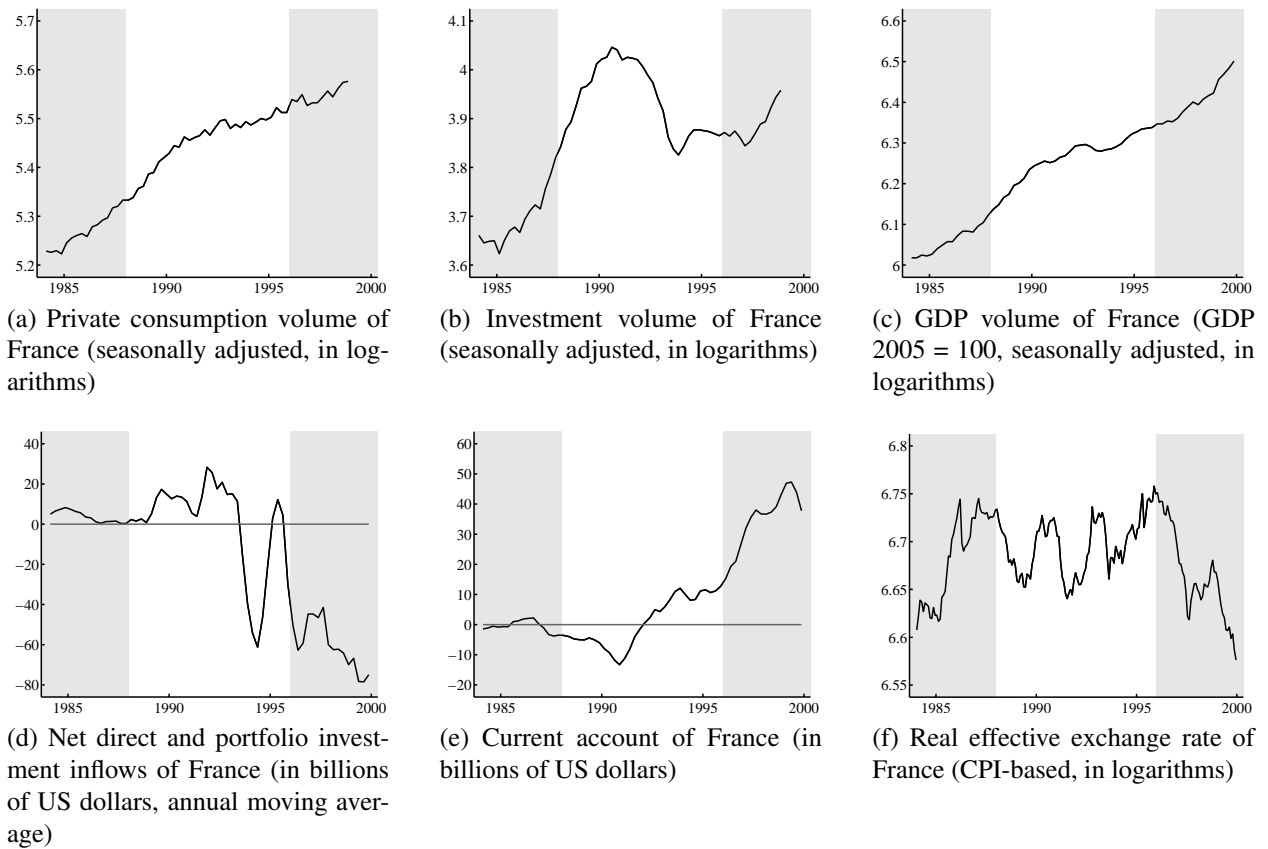 5.7
5.6
5.5
5.4
5.3
5.2
1985 1990 1995 2000
(a) Private consumption volume of
France (seasonally adjusted, in log-
arithms)
4.1
4
3.9
3.8
3.7
3.6
1985 1990 1995 2000
(b) Investment volume of France
(seasonally adjusted, in logarithms)
6.6
6.5
6.4
6.3
6.2
6.1
6
1985 1990 1995 2000
(c) GDP volume of France (GDP
2005 = 100, seasonally adjusted, in
logarithms)
40
20
0
−20
−40
−60
−80
1985 1990 1995 2000
(d) Net direct and portfolio invest-
ment inflows of France (in billions
of US dollars, annual moving aver-
age)
60
50
40
30
20
10
0
−10
−20
1985 1990 1995 2000
(e) Current account of France (in
billions of US dollars)
6.8
6.75
6.7
6.65
6.6
6.55
1985 1990 1995 2000
(f) Real effective exchange rate of
France (CPI-based, in logarithms)